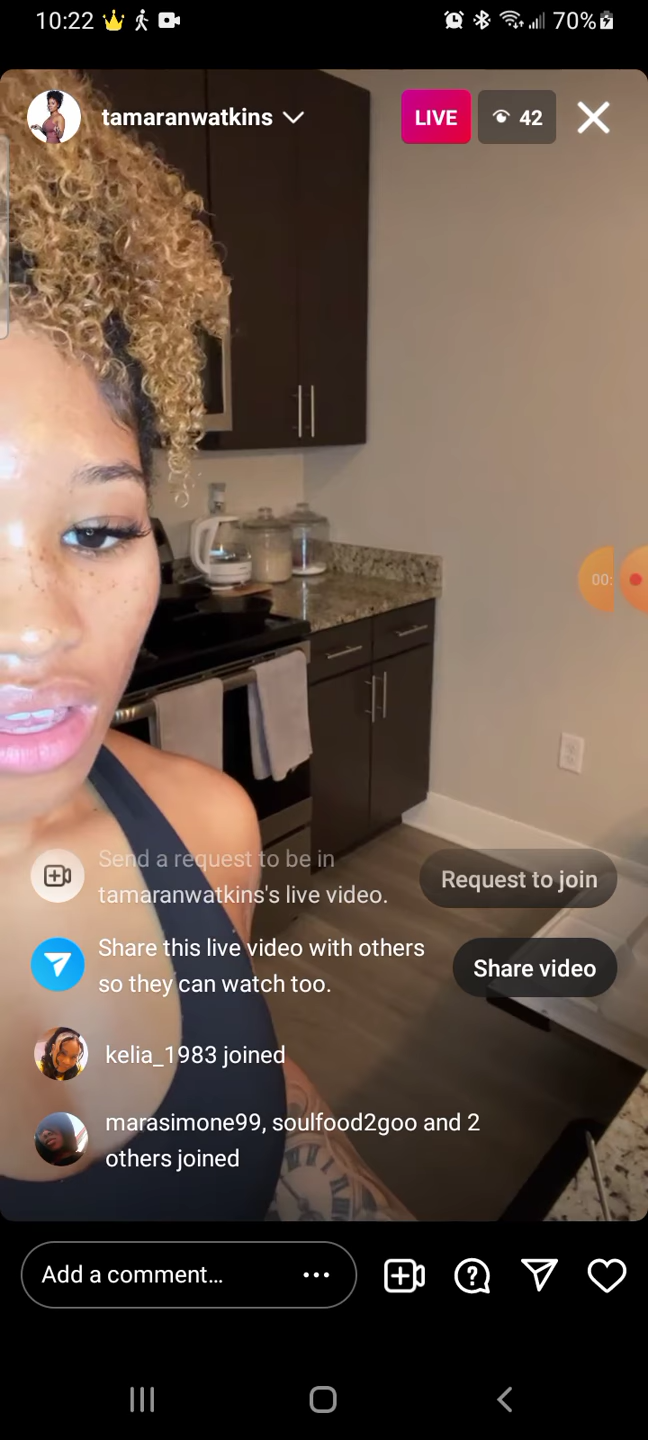 10:22
70%
tamaranwatkins
LIVE
42
00:
Send a request to be in
tamaranwatkins's live video.
Request to join
Share this live video with others
so they can watch too.
Share video
kelia_1983 joined
marasimone99, soulfood2goo and 2
others joined
Add a comment...